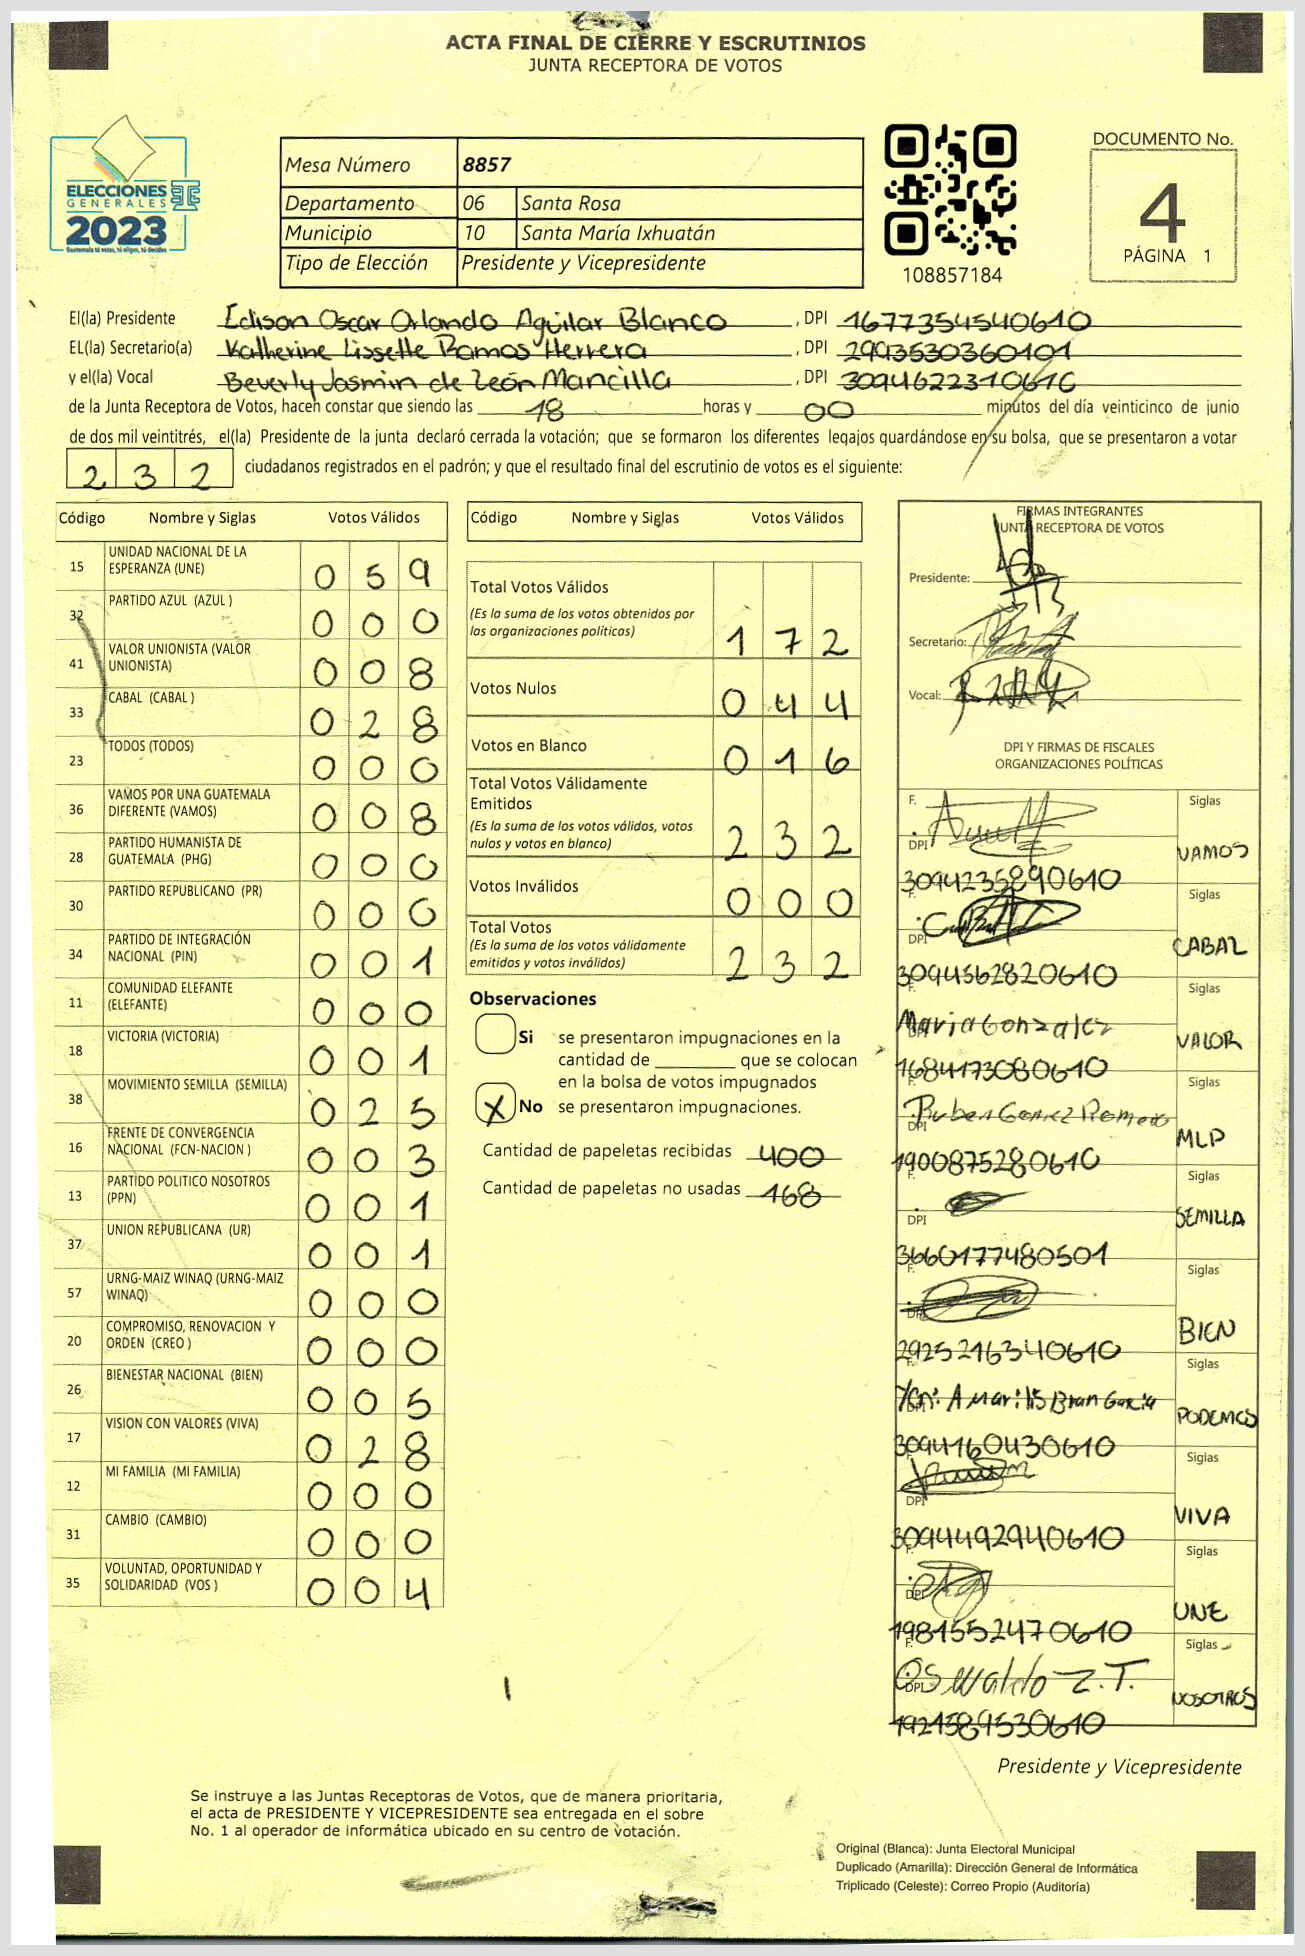 ACTA FINAL DE CIERRE Y ESCRUTINIOS
JUNTA RECEPTORA DE VOTOS
ELECCIONES
GENERALES
2023
Guatemala tú votas, tú eliges, tú decides
Mesa Número 8857
Departamento 06 Santa Rosa
Municipio 10 Santa María Ixhuatán
Tipo de Elección Presidente y Vicepresidente
108857184
DOCUMENTO No.
4
PÁGINA 1
El(la) Presidente Edison Oscar Orlando Aguilar Blanco, DPI 1677354540610
EL(la) Secretario(a) Katherine Lissette Ramos Herrera, DPI 2993530360101
y el(la) Vocal Beverly Jasmin de León Mancilla, DPI 3094622310610
de la Junta Receptora de Votos, hacen constar que siendo las 18 horas y 00 minutos del día veinticinco de junio
de dos mil veintitrés, el(la) Presidente de la junta declaró cerrada la votación; que se formaron los diferentes legajos guardándose en su bolsa, que se presentaron a votar
232 ciudadanos registrados en el padrón; y que el resultado final del escrutinio de votos es el siguiente:
Código Nombre y Siglas Votos Válidos
15 UNIDAD NACIONAL DE LA ESPERANZA (UNE) 0 5 9
32 PARTIDO AZUL (AZUL ) 0 0 0
41 VALOR UNIONISTA (VALOR UNIONISTA) 0 0 8
33 CABAL (CABAL ) 0 2 8
23 TODOS (TODOS) 0 0 0
36 VAMOS POR UNA GUATEMALA DIFERENTE (VAMOS) 0 0 8
28 PARTIDO HUMANISTA DE GUATEMALA (PHG) 0 0 0
30 PARTIDO REPUBLICANO (PR) 0 0 0
34 PARTIDO DE INTEGRACIÓN NACIONAL (PIN) 0 0 1
11 COMUNIDAD ELEFANTE (ELEFANTE) 0 0 0
18 VICTORIA (VICTORIA) 0 0 1
38 MOVIMIENTO SEMILLA (SEMILLA) 0 2 5
16 FRENTE DE CONVERGENCIA NACIONAL (FCN-NACION ) 0 0 3
13 PARTIDO POLITICO NOSOTROS (PPN) 0 0 1
37 UNION REPUBLICANA (UR) 0 0 1
57 URNG-MAIZ WINAQ (URNG-MAIZ WINAQ) 0 0 0
20 COMPROMISO, RENOVACION Y ORDEN (CREO ) 0 0 0
26 BIENESTAR NACIONAL (BIEN) 0 0 5
17 VISION CON VALORES (VIVA) 0 2 8
12 MI FAMILIA (MI FAMILIA) 0 0 0
31 CAMBIO (CAMBIO) 0 0 0
35 VOLUNTAD, OPORTUNIDAD Y SOLIDARIDAD (VOS ) 0 0 4
Código Nombre y Siglas Votos Válidos
Total Votos Válidos
(Es la suma de los votos obtenidos por
las organizaciones políticas) 1 7 2
Votos Nulos 0 4 4
Votos en Blanco 0 1 6
Total Votos Válidamente
Emitidos
(Es la suma de los votos válidos, votos
nulos y votos en blanco) 2 3 2
Votos Inválidos 0 0 0
Total Votos
(Es la suma de los votos válidamente
emitidos y votos inválidos) 2 3 2
Observaciones
Si se presentaron impugnaciones en la
cantidad de ________ que se colocan
en la bolsa de votos impugnados
X No se presentaron impugnaciones.
Cantidad de papeletas recibidas 400
Cantidad de papeletas no usadas 168
FIRMAS INTEGRANTES
JUNTA RECEPTORA DE VOTOS
Presidente:
Secretario:
Vocal:
DPI Y FIRMAS DE FISCALES
ORGANIZACIONES POLÍTICAS
F. Siglas
DPI VAMOS
3094235890610
F. Siglas
DPI CABAL
3094562820610
F. Siglas
Maria Gonzalez
DPI VALOR
1684173080610
Siglas
Ruben Gomez Romero
DPI MLP
1900875280610
F. Siglas
DPI SEMILLA
3660177480501
F. Siglas
DPI BIEN
2925216340610
Siglas
Amarilis Bran Garcia
DPI PODEMOS
3094160430610
Siglas
DPI VIVA
3094492940610
F. Siglas
DPI UNE
1981552470610
F. Siglas
Oswaldo Z.T.
DPI NOSOTROS
1921589530610
Presidente y Vicepresidente
Se instruye a las Juntas Receptoras de Votos, que de manera prioritaria,
el acta de PRESIDENTE Y VICEPRESIDENTE sea entregada en el sobre
No. 1 al operador de informática ubicado en su centro de votación.
Original (Blanca): Junta Electoral Municipal
Duplicado (Amarilla): Dirección General de Informática
Triplicado (Celeste): Correo Propio (Auditoría)